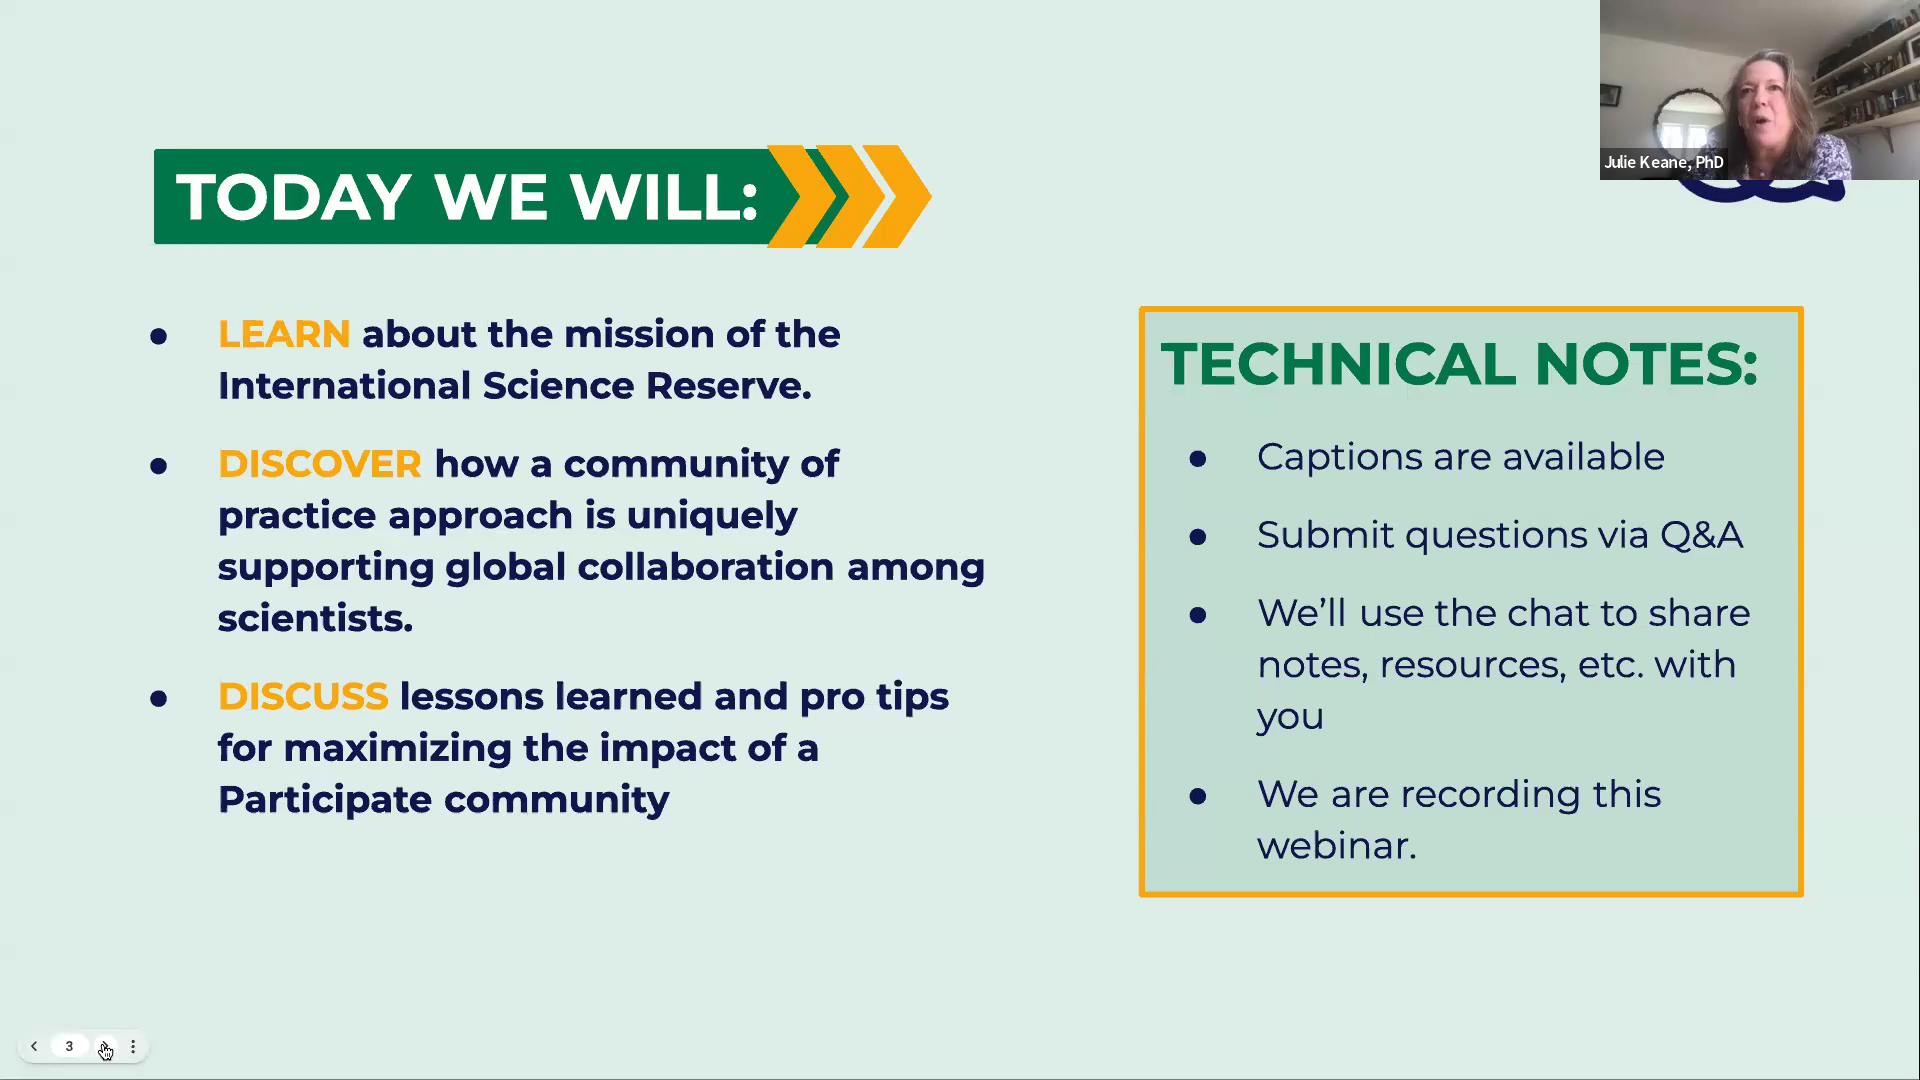 Julie Keane, PhD
TODAY WE WILL:
● LEARN about the mission of the
International Science Reserve.
● DISCOVER how a community of
practice approach is uniquely
supporting global collaboration among
scientists.
● DISCUSS lessons learned and pro tips
for maximizing the impact of a
Participate community
TECHNICAL NOTES:
● Captions are available
● Submit questions via Q&A
● We’ll use the chat to share
notes, resources, etc. with
you
● We are recording this
webinar.
3